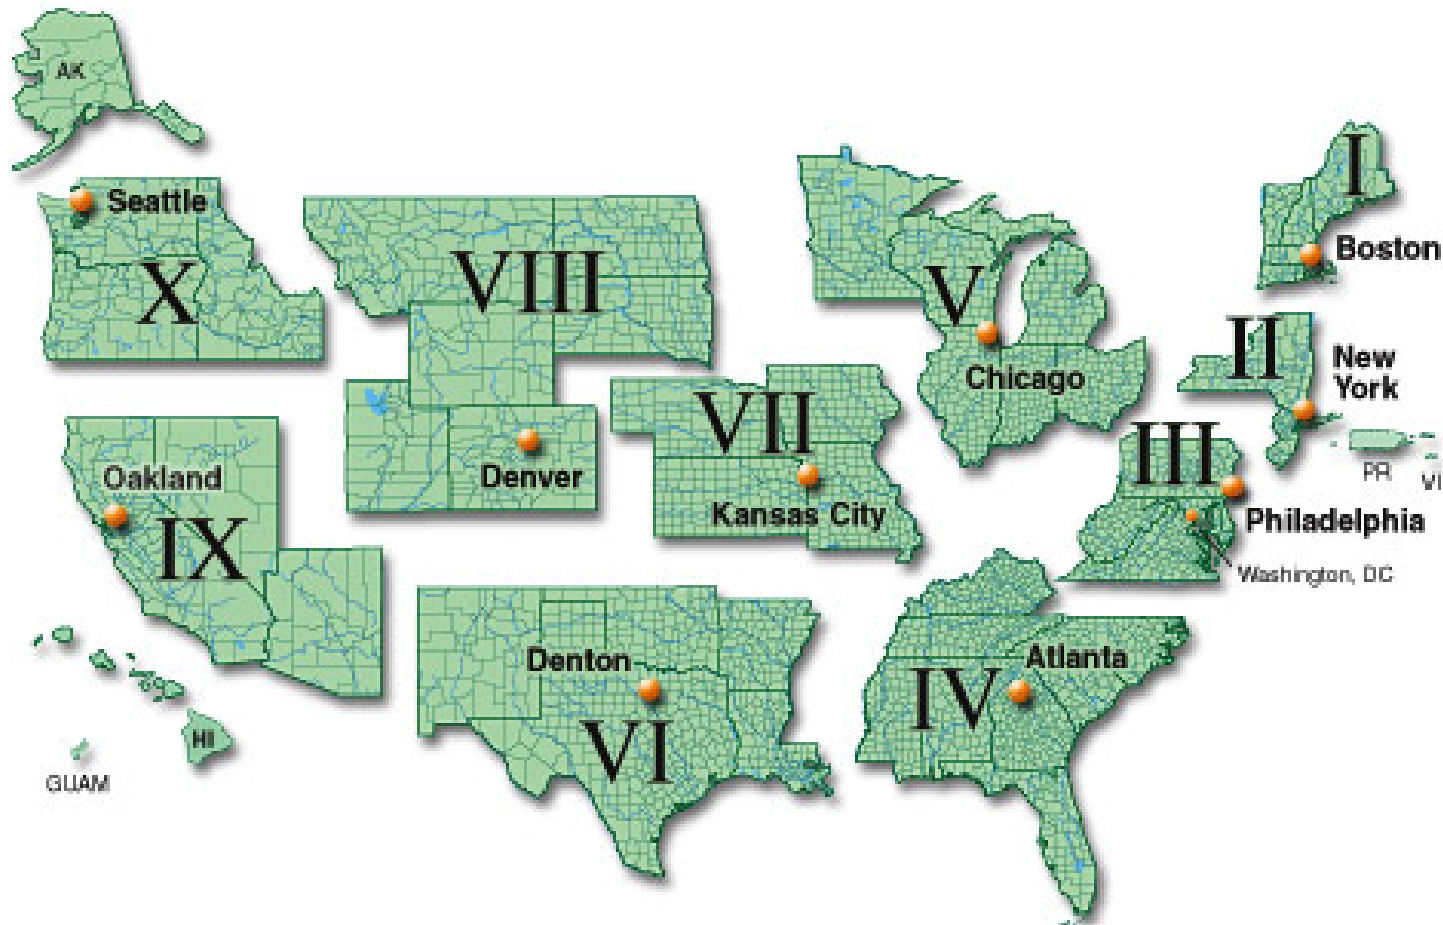 AK
Seattle
X
VIII
V
I
Boston
II
New
York
Chicago
VII
III
Oakland
Denver
PR
VI
IX
Kansas City
Philadelphia
Washington, DC
Denton
Atlanta
IV
VI
HI
GUAM